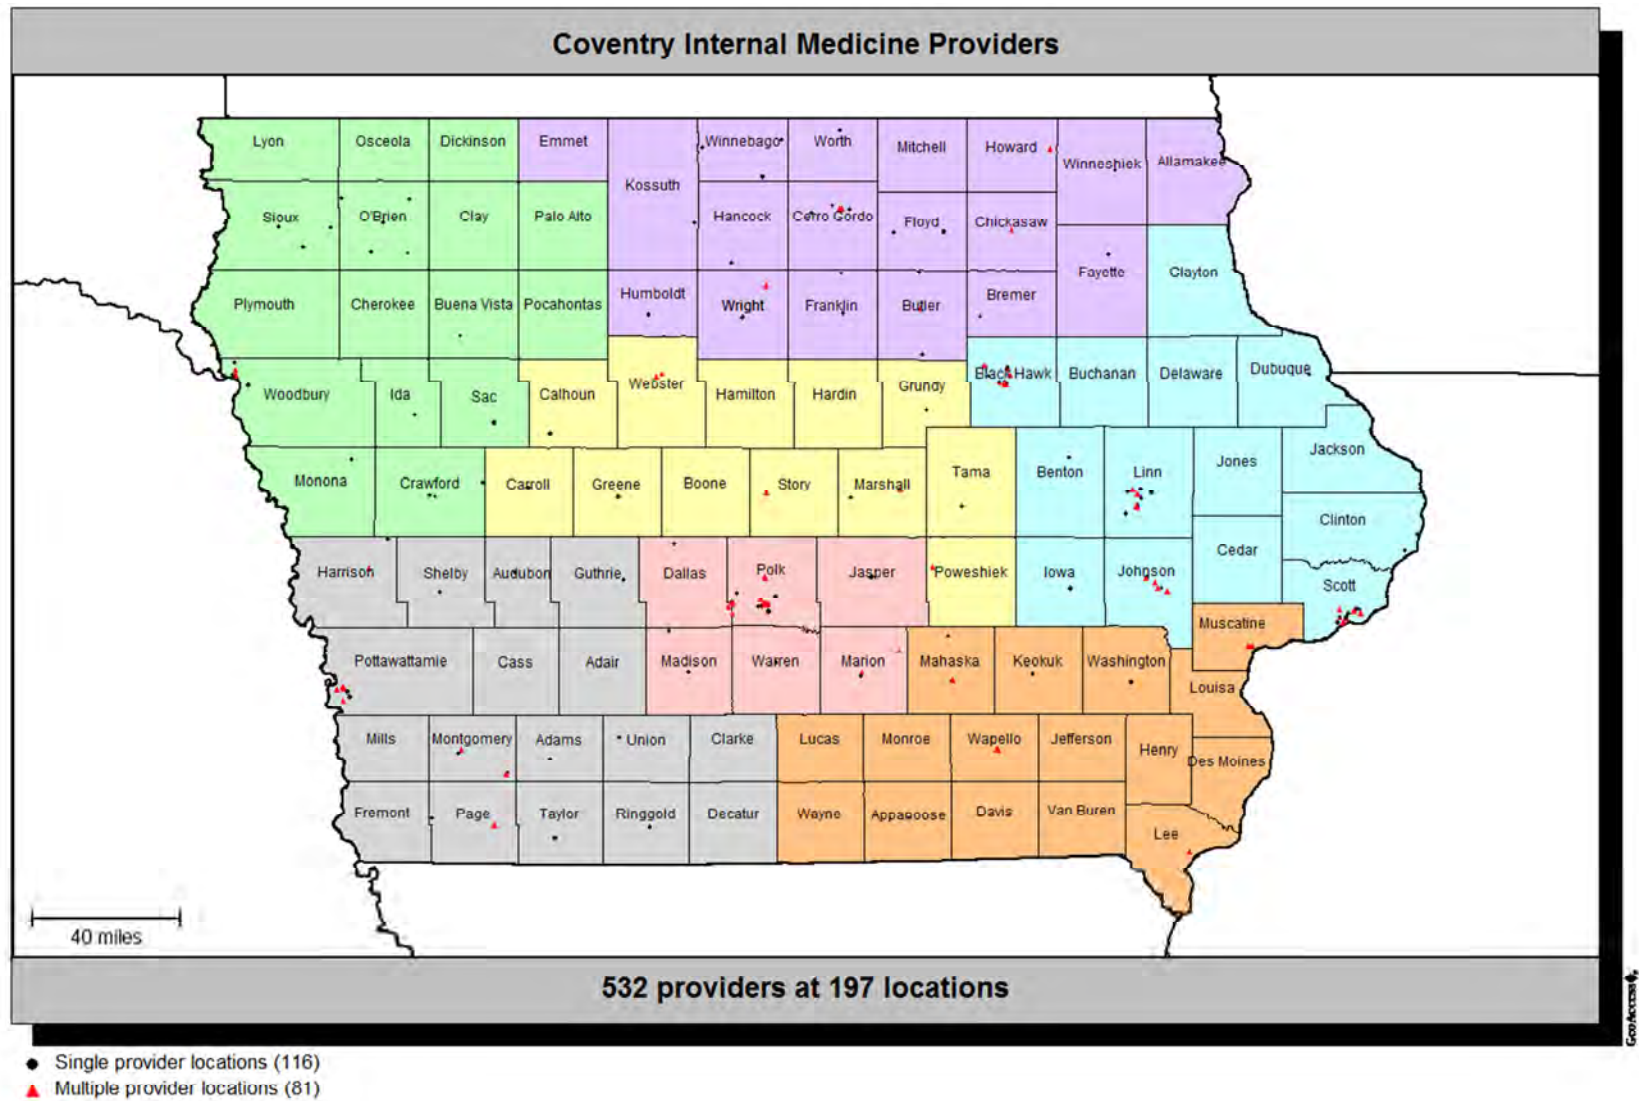 Coventry Internal Medicine Providers
Lyon Osceola Dickinson Emmet Winnebago Worth Mitchell Howard
Winneshiek Allamakee
Kossuth
Sioux O'Brien Clay Palo Alto Hancock Cerro Gordo Floyd Chickasaw
Fayette Clayton
Plymouth Cherokee Buena Vista Pocahontas Humboldt Wright Franklin Butler Bremer
Woodbury Ida Sac Calhoun Webster Hamilton Hardin Grundy Black Hawk Buchanan Delaware Dubuque
Monona Crawford Carroll Greene Boone Story Marshall Tama Benton Linn Jones Jackson
Clinton
Cedar
Harrison Shelby Audubon Guthrie Dallas Polk Jasper Poweshiek Iowa Johnson Scott
Muscatine
Pottawattamie Cass Adair Madison Warren Marion Mahaska Keokuk Washington
Louisa
Mills Montgomery Adams Union Clarke Lucas Monroe Wapello Jefferson Henry
Des Moines
Fremont Page Taylor Ringgold Decatur Wayne Appanoose Davis Van Buren
Lee
40 miles
532 providers at 197 locations
GeoAccess
Single provider locations (116)
Multiple provider locations (81)